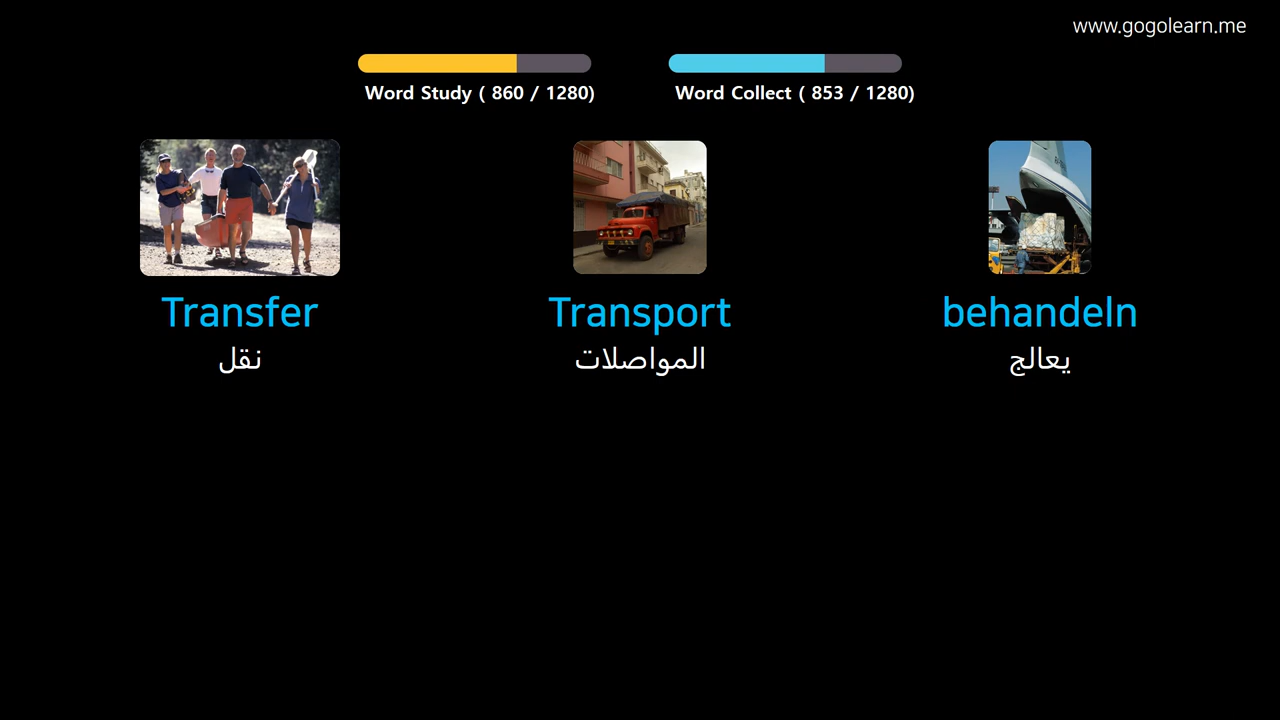 www.gogolearn.me
Word Study ( 860 / 1280)
Word Collect ( 853 / 1280)
Transfer
نقل
Transport
المواصلات
behandeln
يعالج